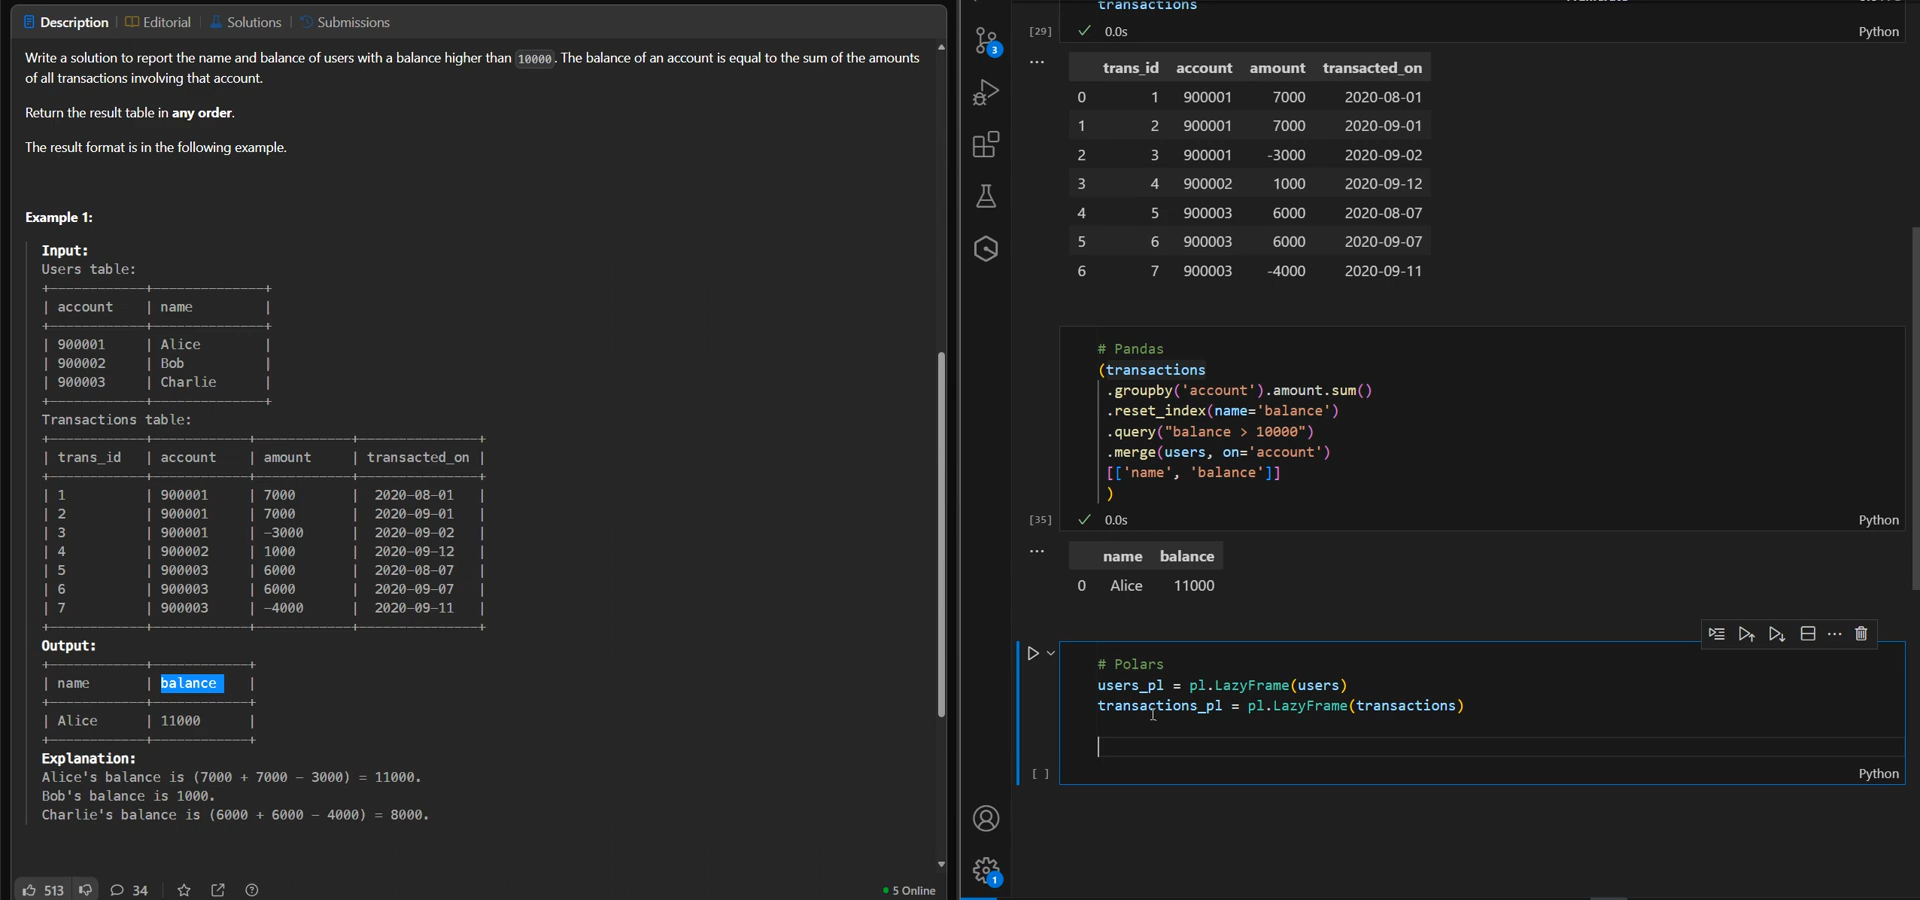 Description
Editorial
Solutions
Submissions
Write a solution to report the name and balance of users with a balance higher than 10000. The balance of an account is equal to the sum of the amounts
of all transactions involving that account.
Return the result table in any order.
The result format is in the following example.
Example 1:
Input:
Users table:
+------------+--------------+
| account    | name         |
+------------+--------------+
| 900001     | Alice        |
| 900002     | Bob          |
| 900003     | Charlie      |
+------------+--------------+
Transactions table:
+------------+------------+------------+---------------+
| trans_id   | account    | amount     | transacted_on |
+------------+------------+------------+---------------+
| 1          | 900001     | 7000       |  2020-08-01   |
| 2          | 900001     | 7000       |  2020-09-01   |
| 3          | 900001     | -3000      |  2020-09-02   |
| 4          | 900002     | 1000       |  2020-09-12   |
| 5          | 900003     | 6000       |  2020-08-07   |
| 6          | 900003     | 6000       |  2020-09-07   |
| 7          | 900003     | -4000      |  2020-09-11   |
+------------+------------+------------+---------------+
Output:
+------------+------------+
| name       | balance    |
+------------+------------+
| Alice      | 11000      |
+------------+------------+
Explanation:
Alice's balance is (7000 + 7000 - 3000) = 11000.
Bob's balance is 1000.
Charlie's balance is (6000 + 6000 - 4000) = 8000.
513
34
5 Online
3
1
transactions
[29] 0.0s Python
trans_id account amount transacted_on
0 1 900001 7000 2020-08-01
1 2 900001 7000 2020-09-01
2 3 900001 -3000 2020-09-02
3 4 900002 1000 2020-09-12
4 5 900003 6000 2020-08-07
5 6 900003 6000 2020-09-07
6 7 900003 -4000 2020-09-11
# Pandas
(transactions
.groupby('account').amount.sum()
.reset_index(name='balance')
.query("balance > 10000")
.merge(users, on='account')
[['name', 'balance']]
)
[35] 0.0s Python
name balance
0 Alice 11000
# Polars
users_pl = pl.LazyFrame(users)
transactions_pl = pl.LazyFrame(transactions)
[ ] Python